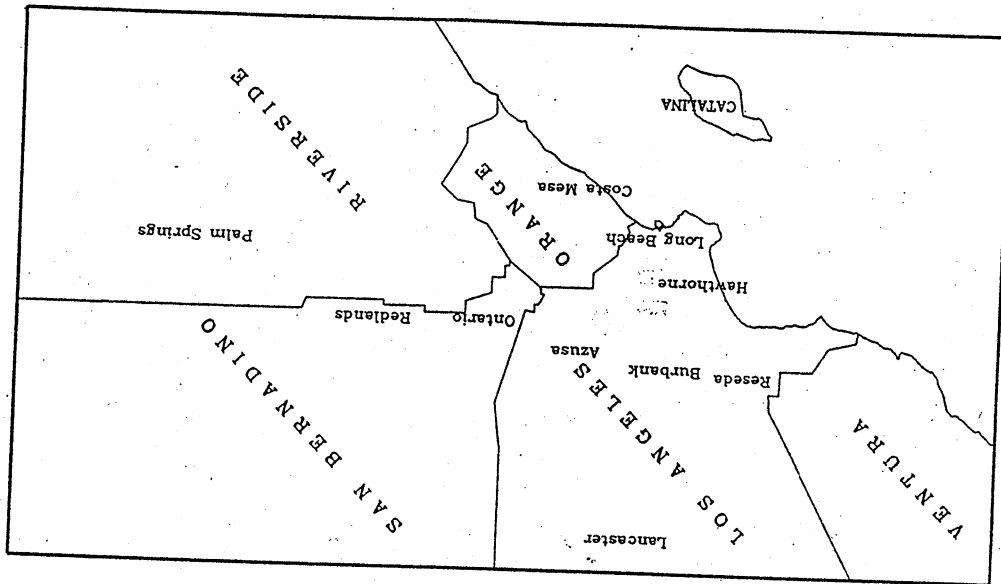 Lancaster
VENTURA
LOS ANGELES
SAN BERNADINO
Reseda
Burbank
Azusa
Ontario
Redlands
Hawthorne
Long Beach
ORANGE
Costa Mesa
Palm Springs
RIVERSIDE
CATALINA